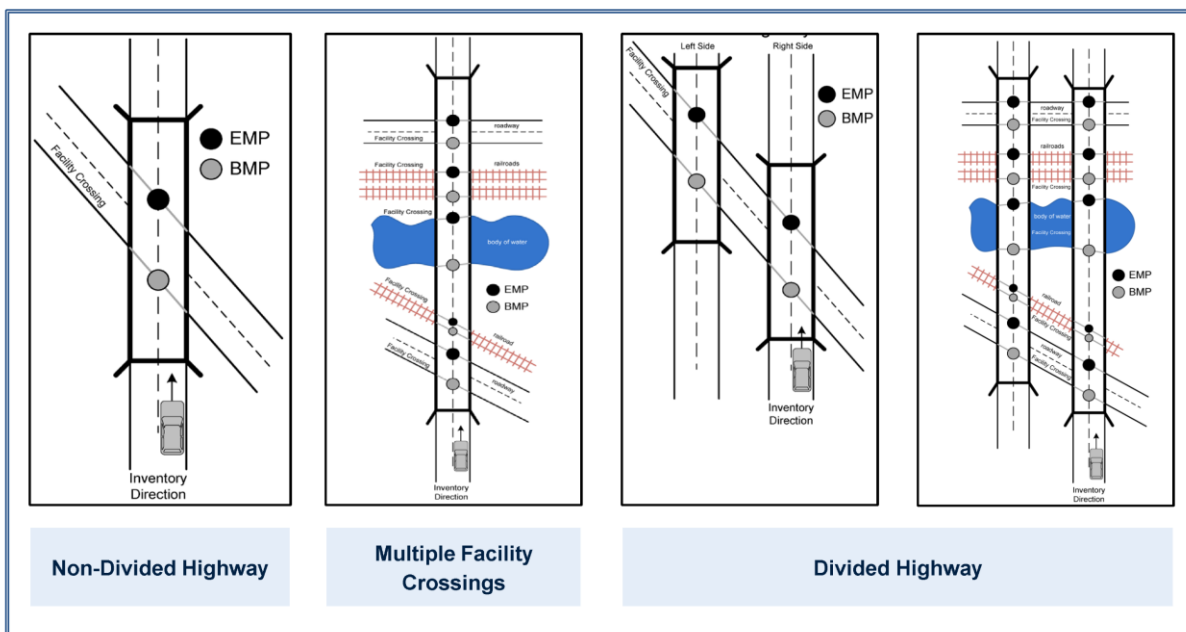 Facility Crossing
Facility Crossing
EMP
BMP
Inventory
Direction
roadway
Facility Crossing
Facility Crossing
railroads
Facility Crossing
body of water
EMP
BMP
Facility Crossing
railroad
Facility Crossing
roadway
Inventory
Direction
Left Side
Right Side
Facility Crossing
EMP
BMP
Inventory
Direction
roadway
Facility Crossing
railroads
Facility Crossing
body of water
Facility Crossing
EMP
BMP
railroad
Facility Crossing
roadway
Facility Crossing
Inventory
Direction
Non-Divided Highway
Multiple Facility
Crossings
Divided Highway